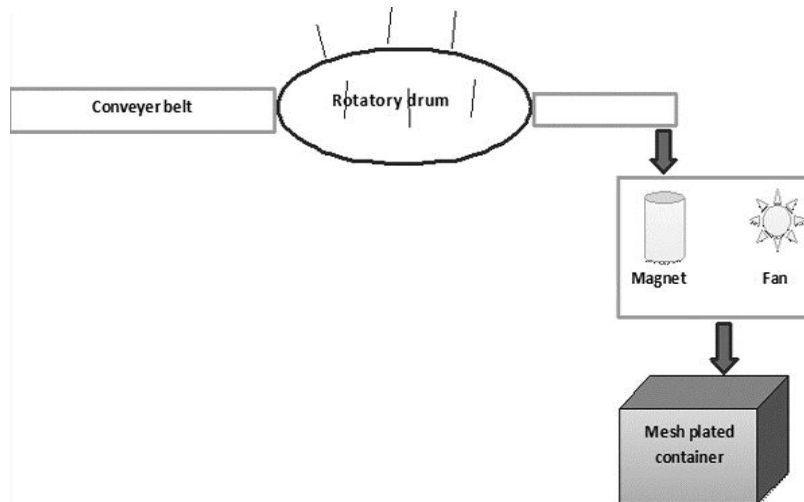 Conveyer belt
Rotatory drum
Magnet
Fan
Mesh plated
container